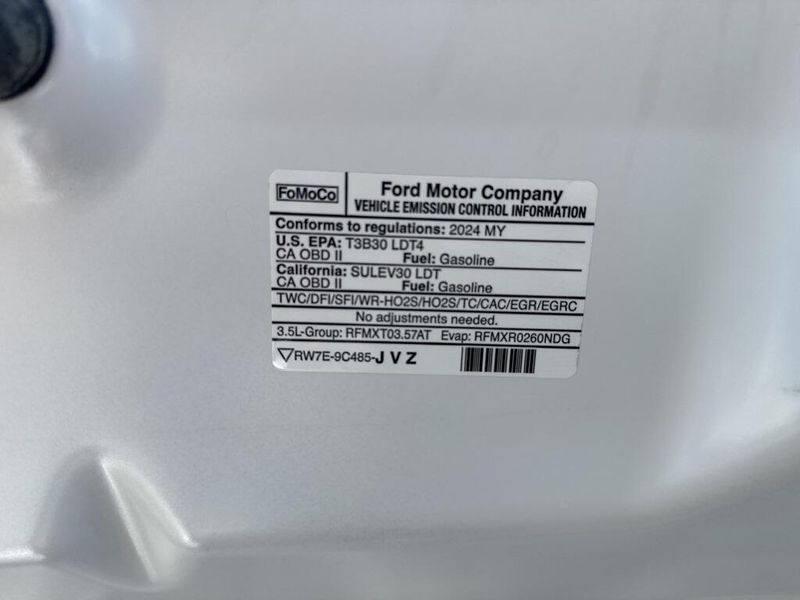 FoMoCo
Ford Motor Company
VEHICLE EMISSION CONTROL INFORMATION
Conforms to regulations: 2024 MY
U.S. EPA: T3B30 LDT4
CA OBD II Fuel: Gasoline
California: SULEV30 LDT
CA OBD II Fuel: Gasoline
TWC/DFI/SFI/WR-HO2S/HO2S/TC/CAC/EGR/EGRC
No adjustments needed.
3.5L-Group: RFMXT03.57AT Evap: RFMXR0260NDG
RW7E-9C485-J V Z